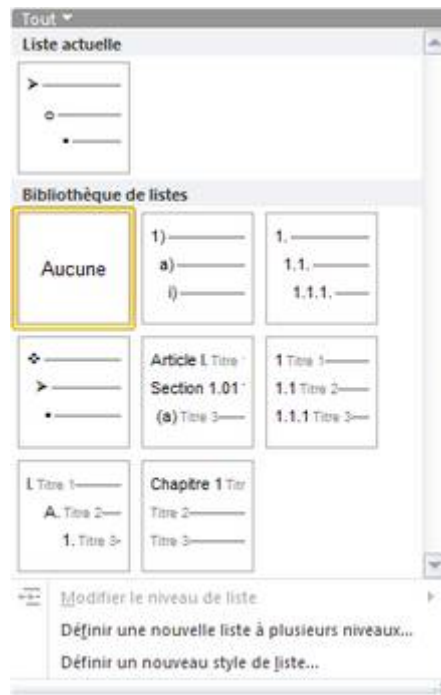 Tout
Liste actuelle
Bibliothèque de listes
Aucune
1)
a)
i)
1.
1.1.
1.1.1.
Article I. Titre
Section 1.01
(a) Titre 3
1 Titre 1
1.1 Titre 2
1.1.1 Titre 3
I. Titre 1
A. Titre 2
1. Titre 3
Chapitre 1 Titr
Titre 2
Titre 3
Modifier le niveau de liste
Définir une nouvelle liste à plusieurs niveaux...
Définir un nouveau style de liste...